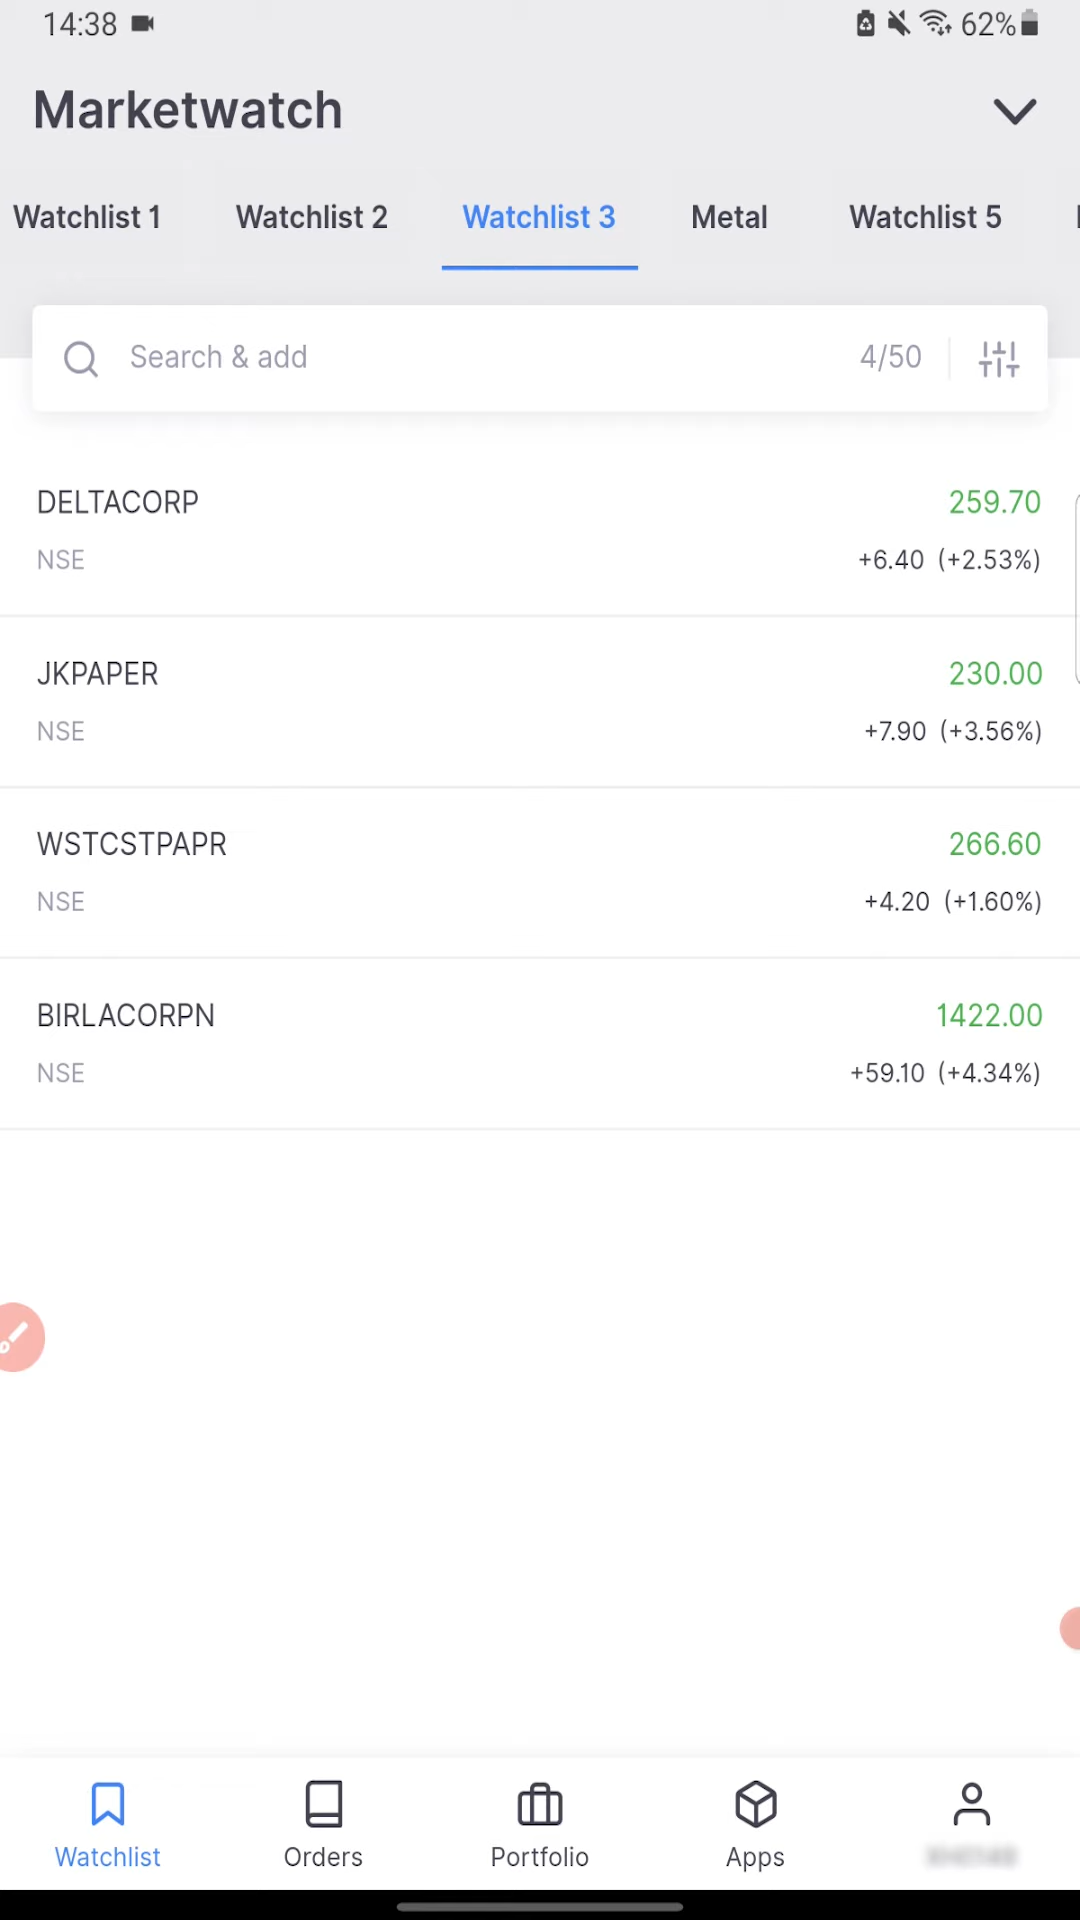 14:38 62%
Marketwatch
Watchlist 1 Watchlist 2 Watchlist 3 Metal Watchlist 5
Search & add 4/50
DELTACORP 259.70
NSE +6.40 (+2.53%)
JKPAPER 230.00
NSE +7.90 (+3.56%)
WSTCSTPAPR 266.60
NSE +4.20 (+1.60%)
BIRLACORPN 1422.00
NSE +59.10 (+4.34%)
Watchlist Orders Portfolio Apps